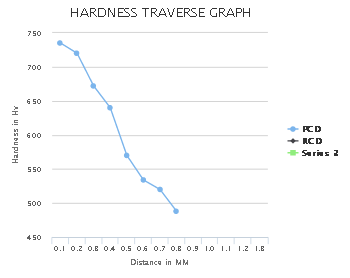 HARDNESS TRAVERSE GRAPH
750
700
650
600
550
500
450
Hardness in Hv
0.1 0.2 0.3 0.4 0.5 0.6 0.7 0.8 0.9 1.0 1.1 1.2 1.8
Distance in MM
PCD
RCD
Series 2